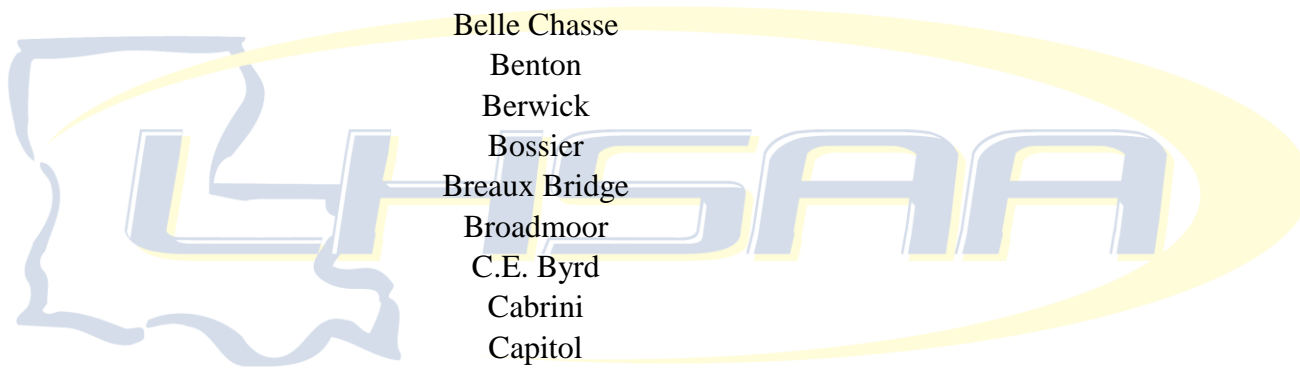 Belle Chasse
Benton
Berwick
Bossier
Breaux Bridge
Broadmoor
C.E. Byrd
Cabrini
Capitol
LHSAA